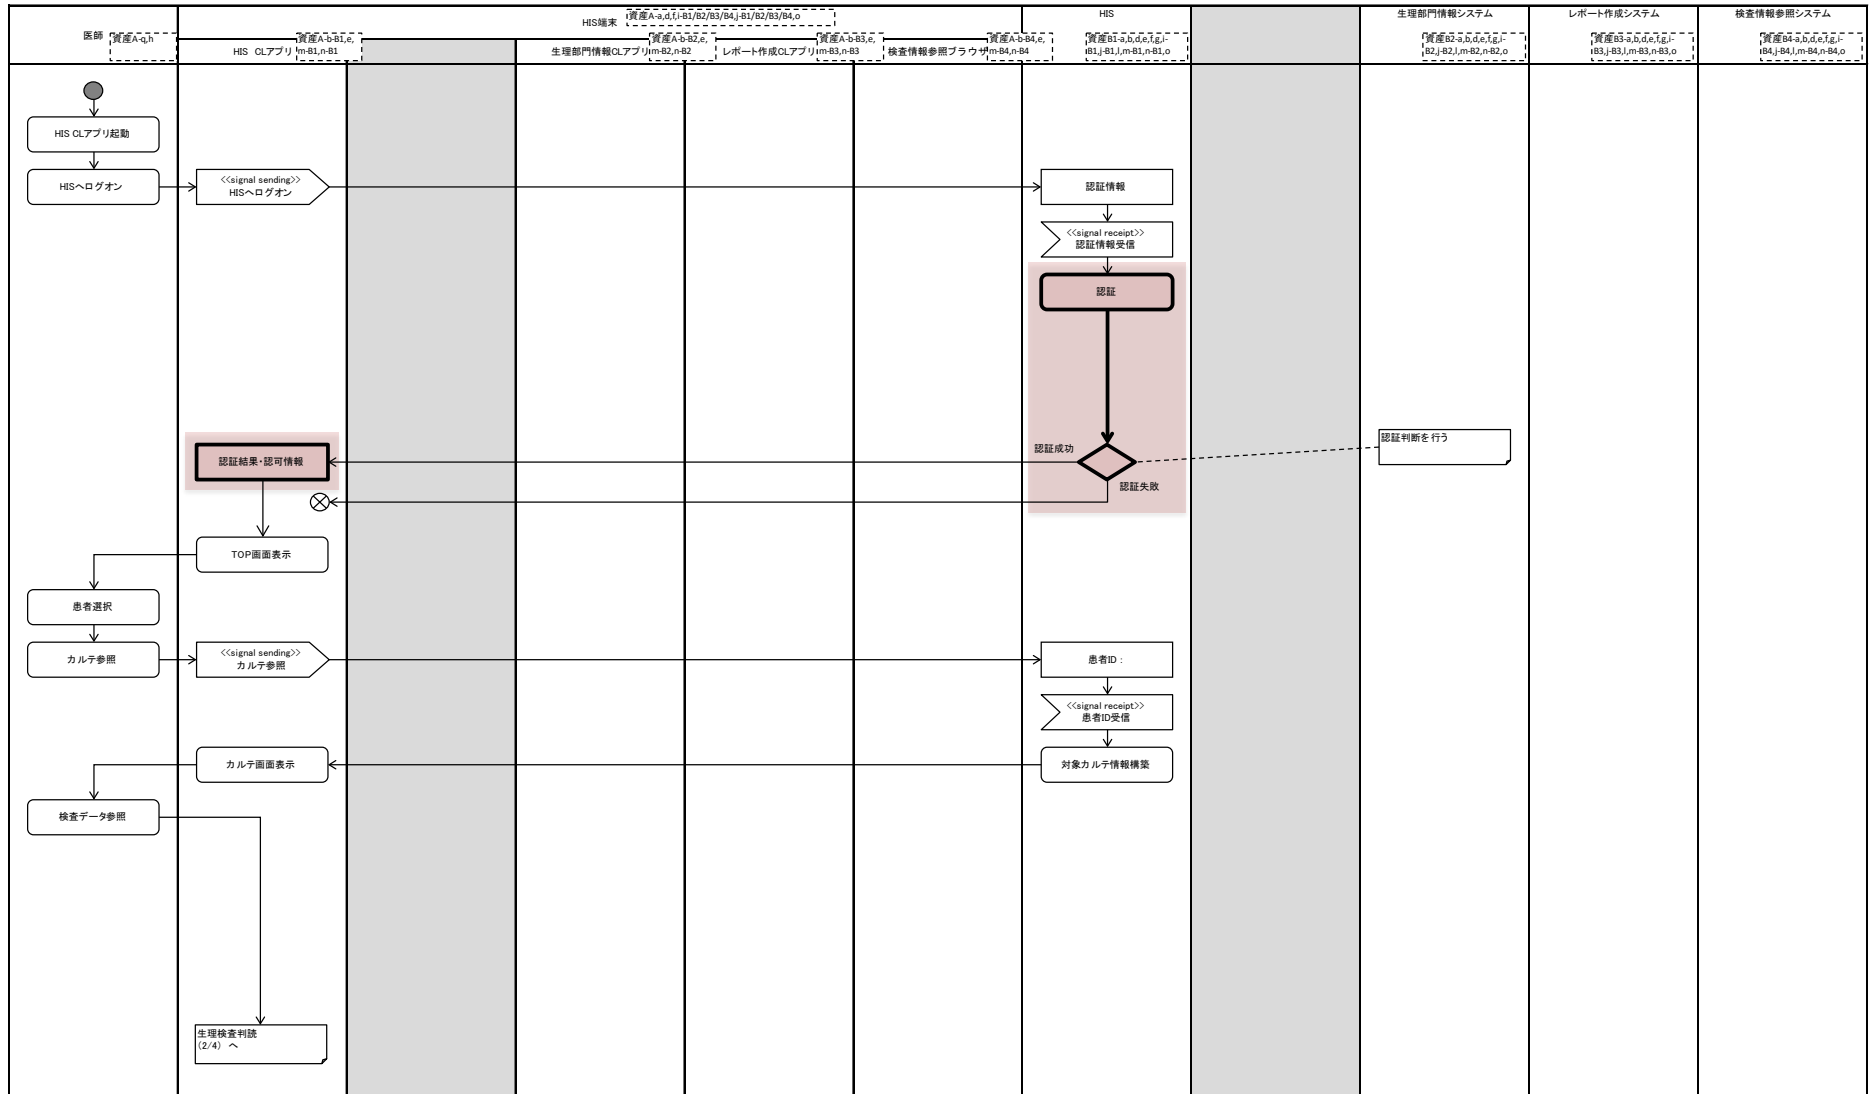 HIS端末
資産A-a,d,f,i-B1/B2/B3/B4,j-B1/B2/B3/B4,o
HIS
生理部門情報システム
レポート作成システム
検査情報参照システム
医師
資産A-q,h
HIS CLアプリ
資産A-b-B1,e,
m-B1,n-B1
生理部門情報CLアプリ
資産A-b-B2,e,
m-B2,n-B2
レポート作成CLアプリ
資産A-b-B3,e,
m-B3,n-B3
検査情報参照ブラウザ
資産A-b-B4,e,
m-B4,n-B4
資産B1-a,b,d,e,f,g,i-
B1,j-B1,l,m-B1,n-B1,o
資産B2-a,b,d,e,f,g,i-
B2,j-B2,l,m-B2,n-B2,o
資産B3-a,b,d,e,f,g,i-
B3,j-B3,l,m-B3,n-B3,o
資産B4-a,b,d,e,f,g,i-
B4,j-B4,l,m-B4,n-B4,o
HIS CLアプリ起動
HISへログオン
<<signal sending>>
HISへログオン
認証情報
<<signal receipt>>
認証情報受信
認証
認証成功
認証判断を行う
認証結果・認可情報
認証失敗
TOP画面表示
患者選択
カルテ参照
<<signal sending>>
カルテ参照
患者ID：
<<signal receipt>>
患者ID受信
カルテ画面表示
対象カルテ情報構築
検査データ参照
生理検査判読
（2/4） へ